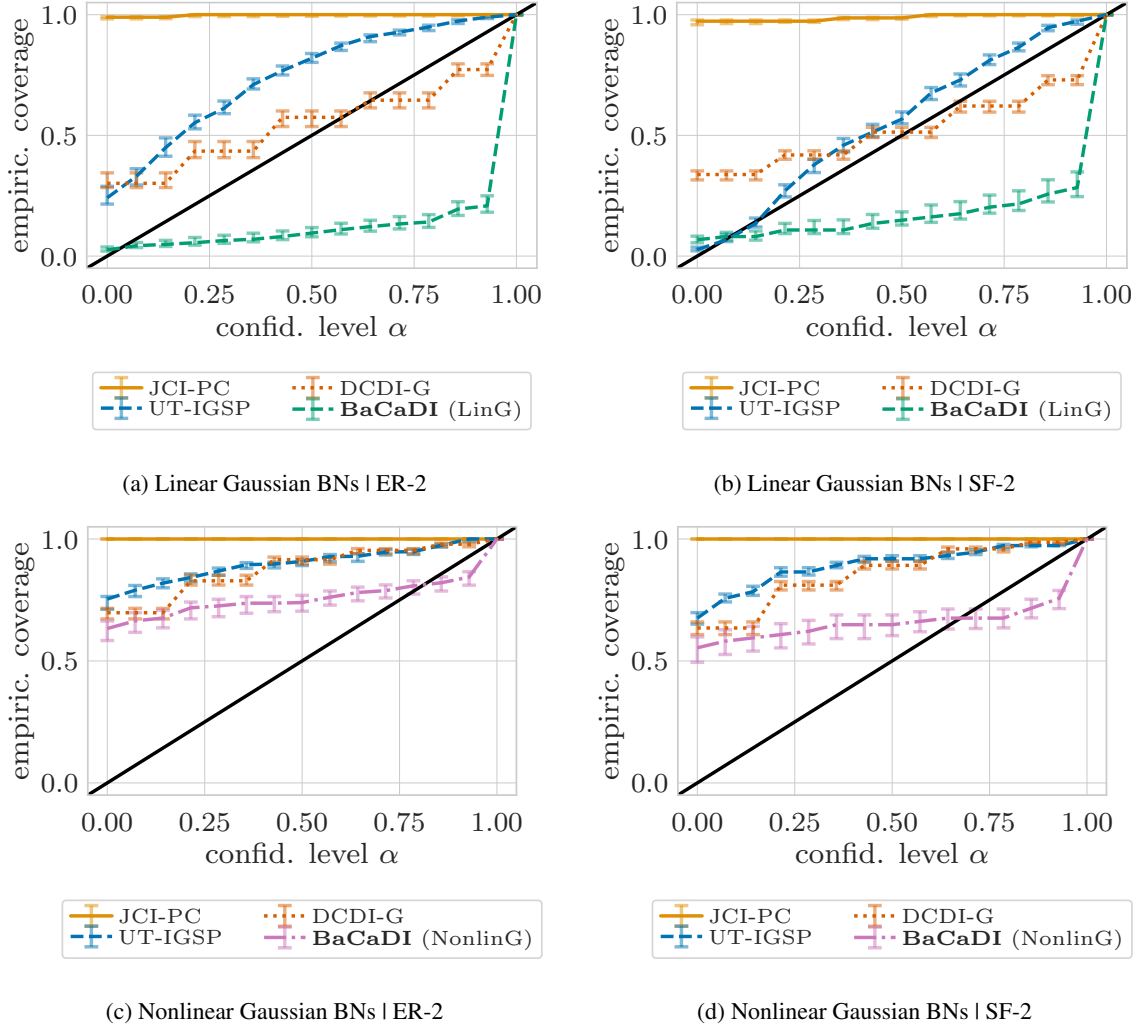 1.0
0.5
0.0
empiric. coverage
0.00 0.25 0.50 0.75 1.00
confid. level α
JCI-PC DCDI-G
UT-IGSP BaCaDI (LinG)
(a) Linear Gaussian BNs | ER-2
1.0
0.5
0.0
empiric. coverage
0.00 0.25 0.50 0.75 1.00
confid. level α
JCI-PC DCDI-G
UT-IGSP BaCaDI (LinG)
(b) Linear Gaussian BNs | SF-2
1.0
0.5
0.0
empiric. coverage
0.00 0.25 0.50 0.75 1.00
confid. level α
JCI-PC DCDI-G
UT-IGSP BaCaDI (NonlinG)
(c) Nonlinear Gaussian BNs | ER-2
1.0
0.5
0.0
empiric. coverage
0.00 0.25 0.50 0.75 1.00
confid. level α
JCI-PC DCDI-G
UT-IGSP BaCaDI (NonlinG)
(d) Nonlinear Gaussian BNs | SF-2